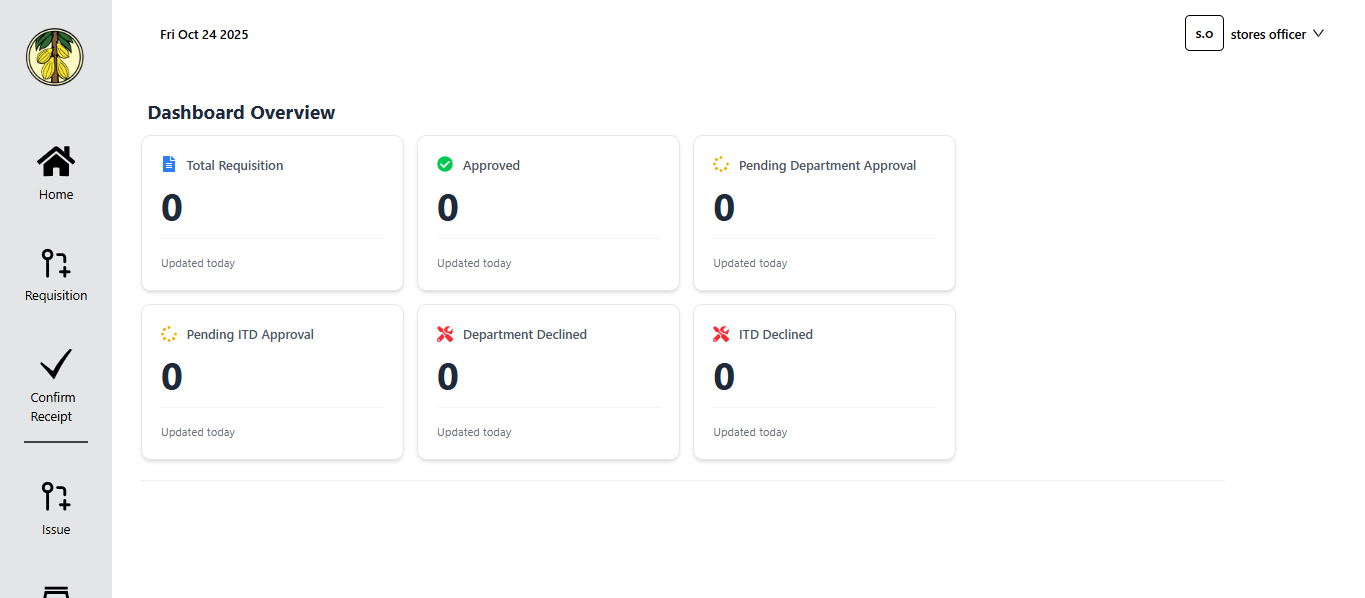 Fri Oct 24 2025
s.o
stores officer
Dashboard Overview
Home
Requisition
Confirm
Receipt
Issue
Total Requisition
0
Updated today
Approved
0
Updated today
Pending Department Approval
0
Updated today
Pending ITD Approval
0
Updated today
Department Declined
0
Updated today
ITD Declined
0
Updated today